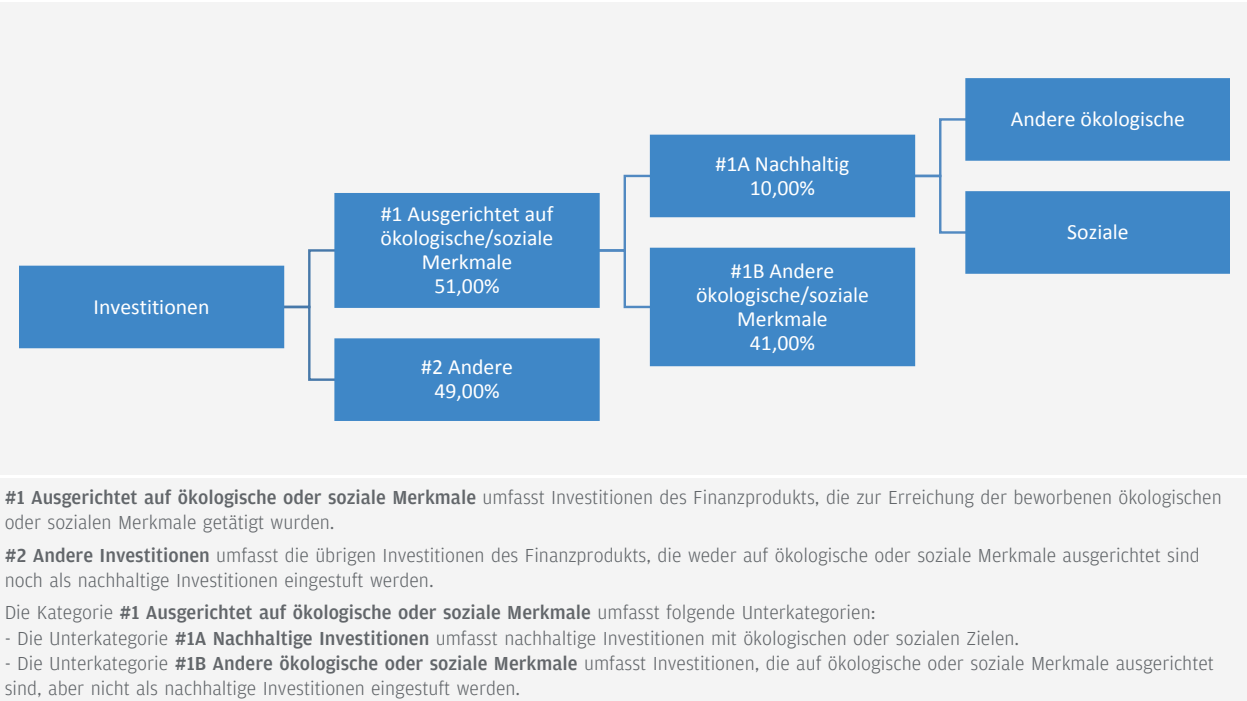 Investitionen
#1 Ausgerichtet auf
ökologische/soziale
Merkmale
51,00%
#2 Andere
49,00%
#1A Nachhaltig
10,00%
#1B Andere
ökologische/soziale
Merkmale
41,00%
Andere ökologische
Soziale
#1 Ausgerichtet auf ökologische oder soziale Merkmale umfasst Investitionen des Finanzprodukts, die zur Erreichung der beworbenen ökologischen
oder sozialen Merkmale getätigt wurden.
#2 Andere Investitionen umfasst die übrigen Investitionen des Finanzprodukts, die weder auf ökologische oder soziale Merkmale ausgerichtet sind
noch als nachhaltige Investitionen eingestuft werden.
Die Kategorie #1 Ausgerichtet auf ökologische oder soziale Merkmale umfasst folgende Unterkategorien:
- Die Unterkategorie #1A Nachhaltige Investitionen umfasst nachhaltige Investitionen mit ökologischen oder sozialen Zielen.
- Die Unterkategorie #1B Andere ökologische oder soziale Merkmale umfasst Investitionen, die auf ökologische oder soziale Merkmale ausgerichtet
sind, aber nicht als nachhaltige Investitionen eingestuft werden.